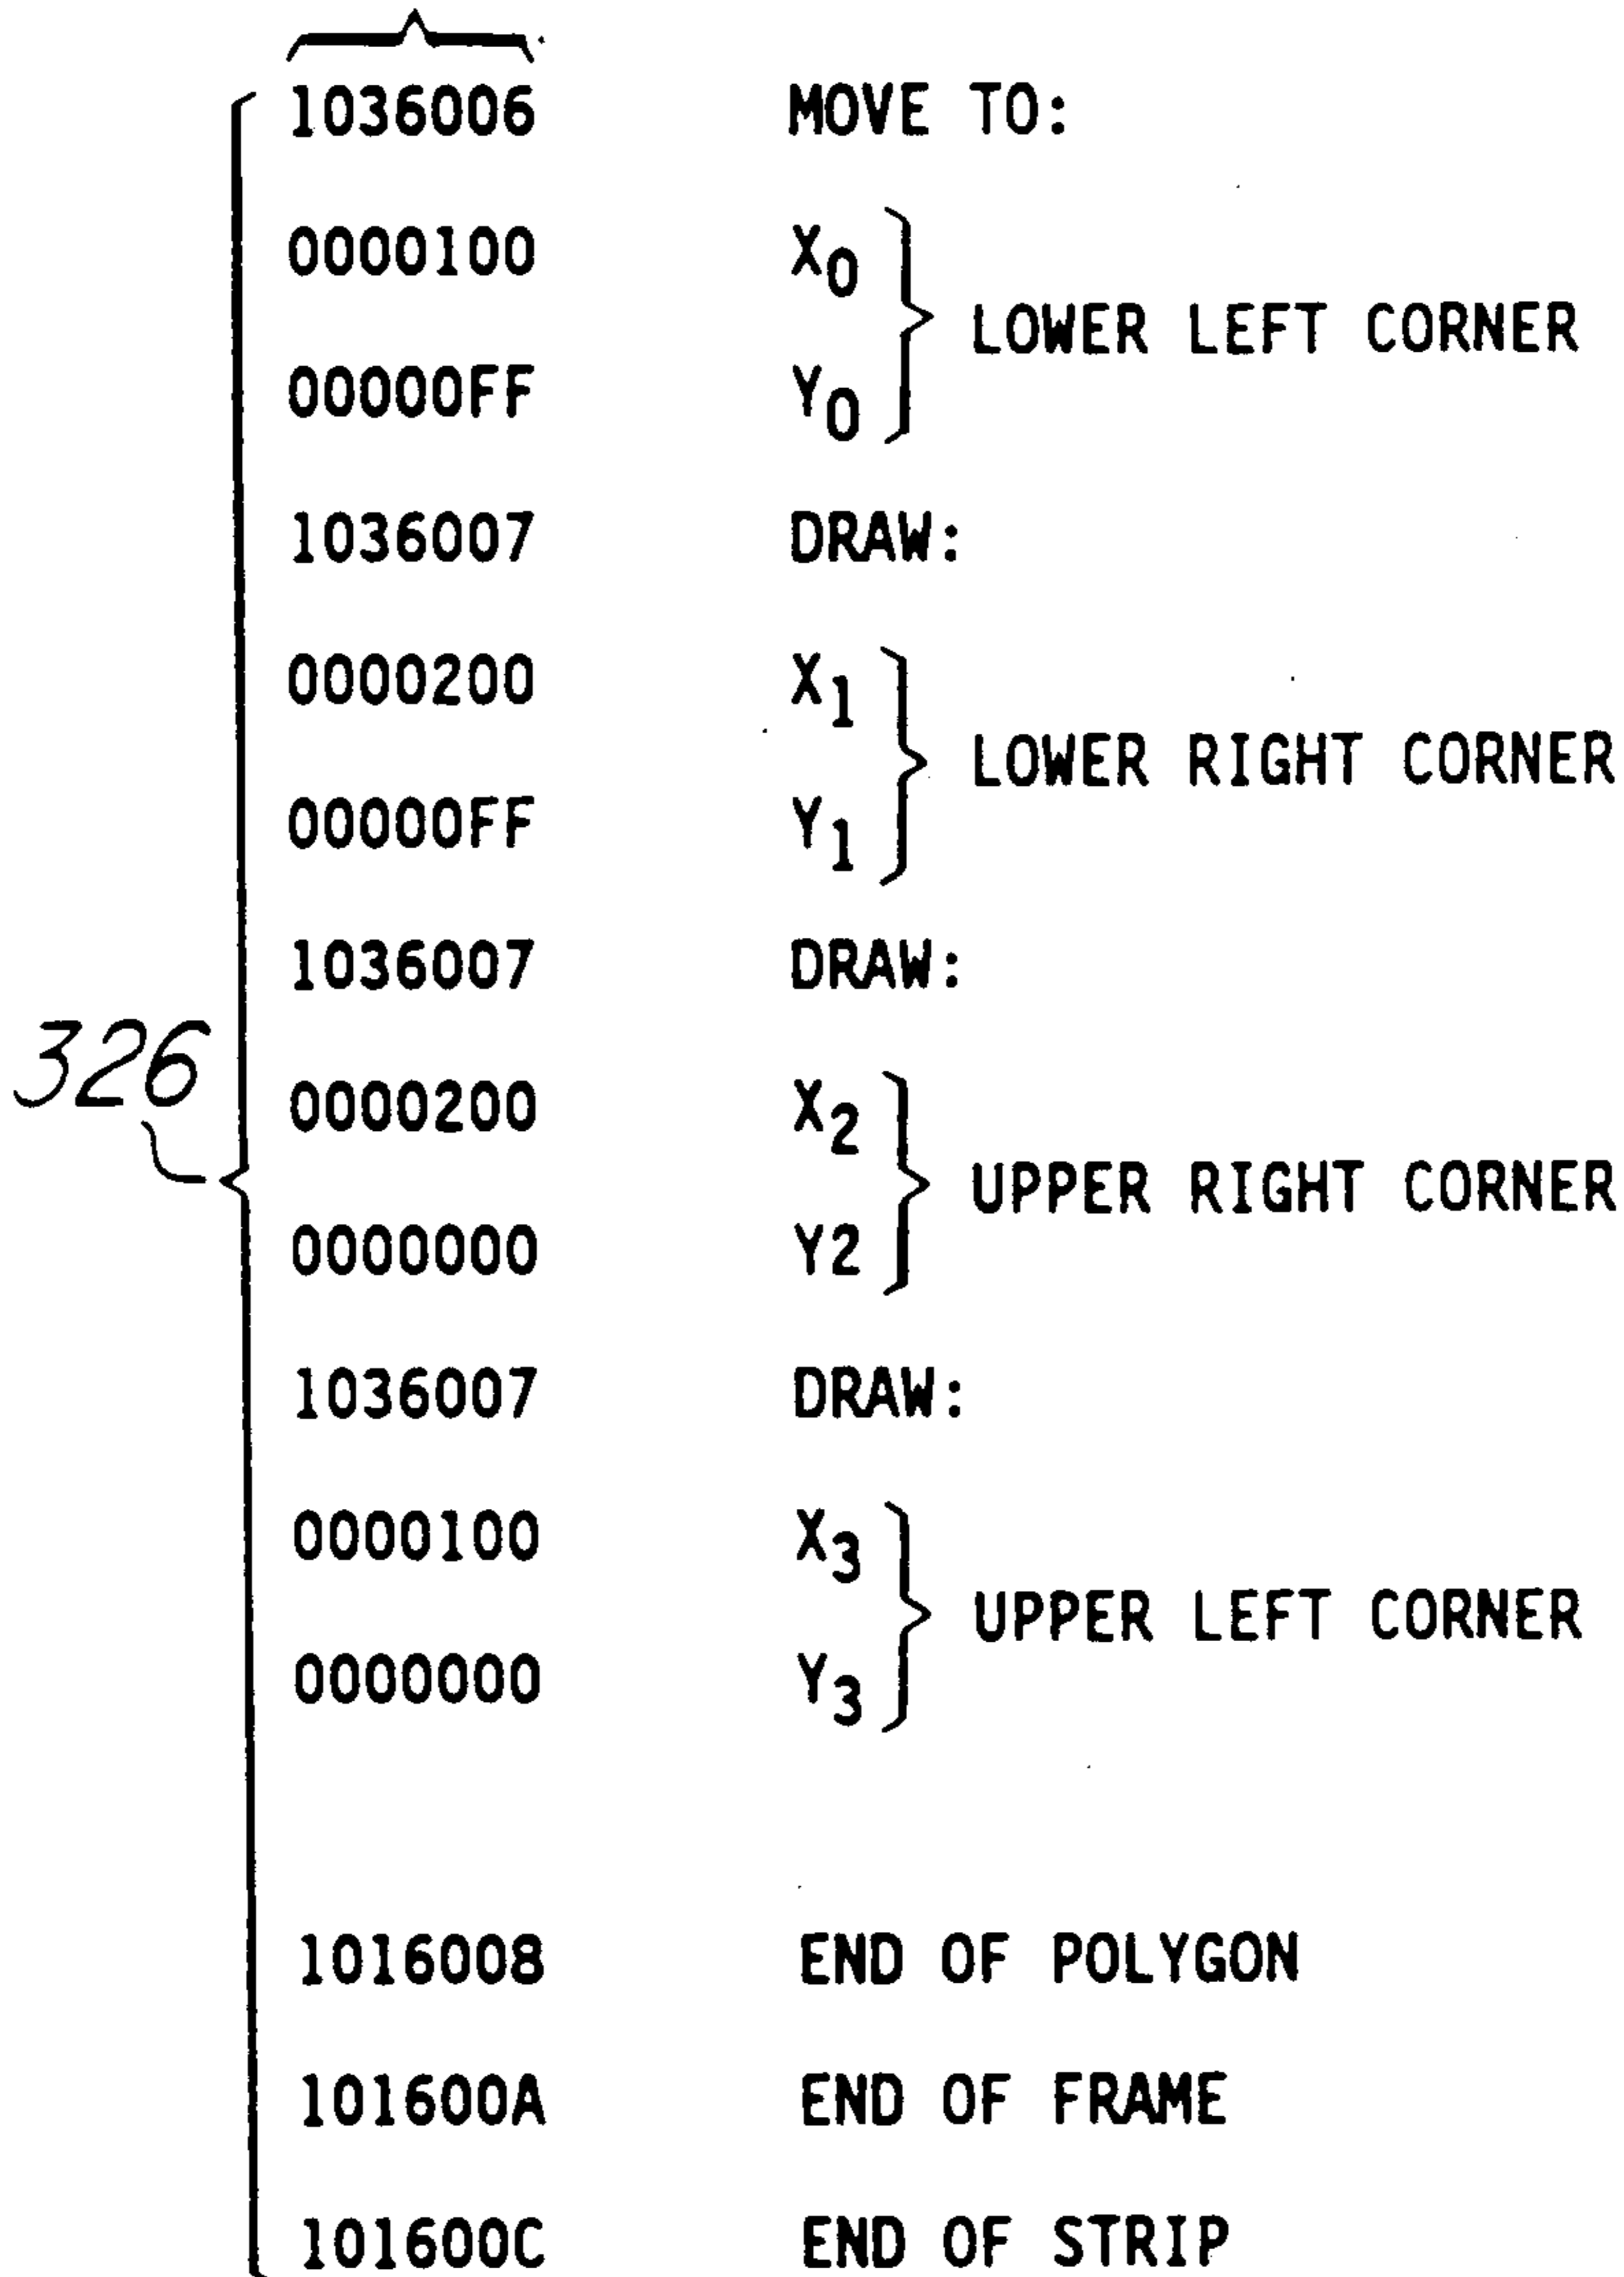 1036006 MOVE TO:
0000100 X0
LOWER LEFT CORNER
00000FF Y0
1036007 DRAW:
0000200 X1
LOWER RIGHT CORNER
00000FF Y1
1036007 DRAW:
326
0000200 X2
UPPER RIGHT CORNER
0000000 Y2
1036007 DRAW:
0000100 X3
UPPER LEFT CORNER
0000000 Y3
1016008 END OF POLYGON
101600A END OF FRAME
101600C END OF STRIP